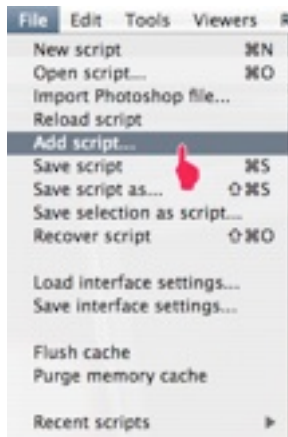 File Edit Tools Viewers
New script ⌘N
Open script... ⌘O
Import Photoshop file...
Reload script
Add script...
Save script ⌘S
Save script as... ⇧⌘S
Save selection as script...
Recover script ⇧⌘O
Load interface settings...
Save interface settings...
Flush cache
Purge memory cache
Recent scripts